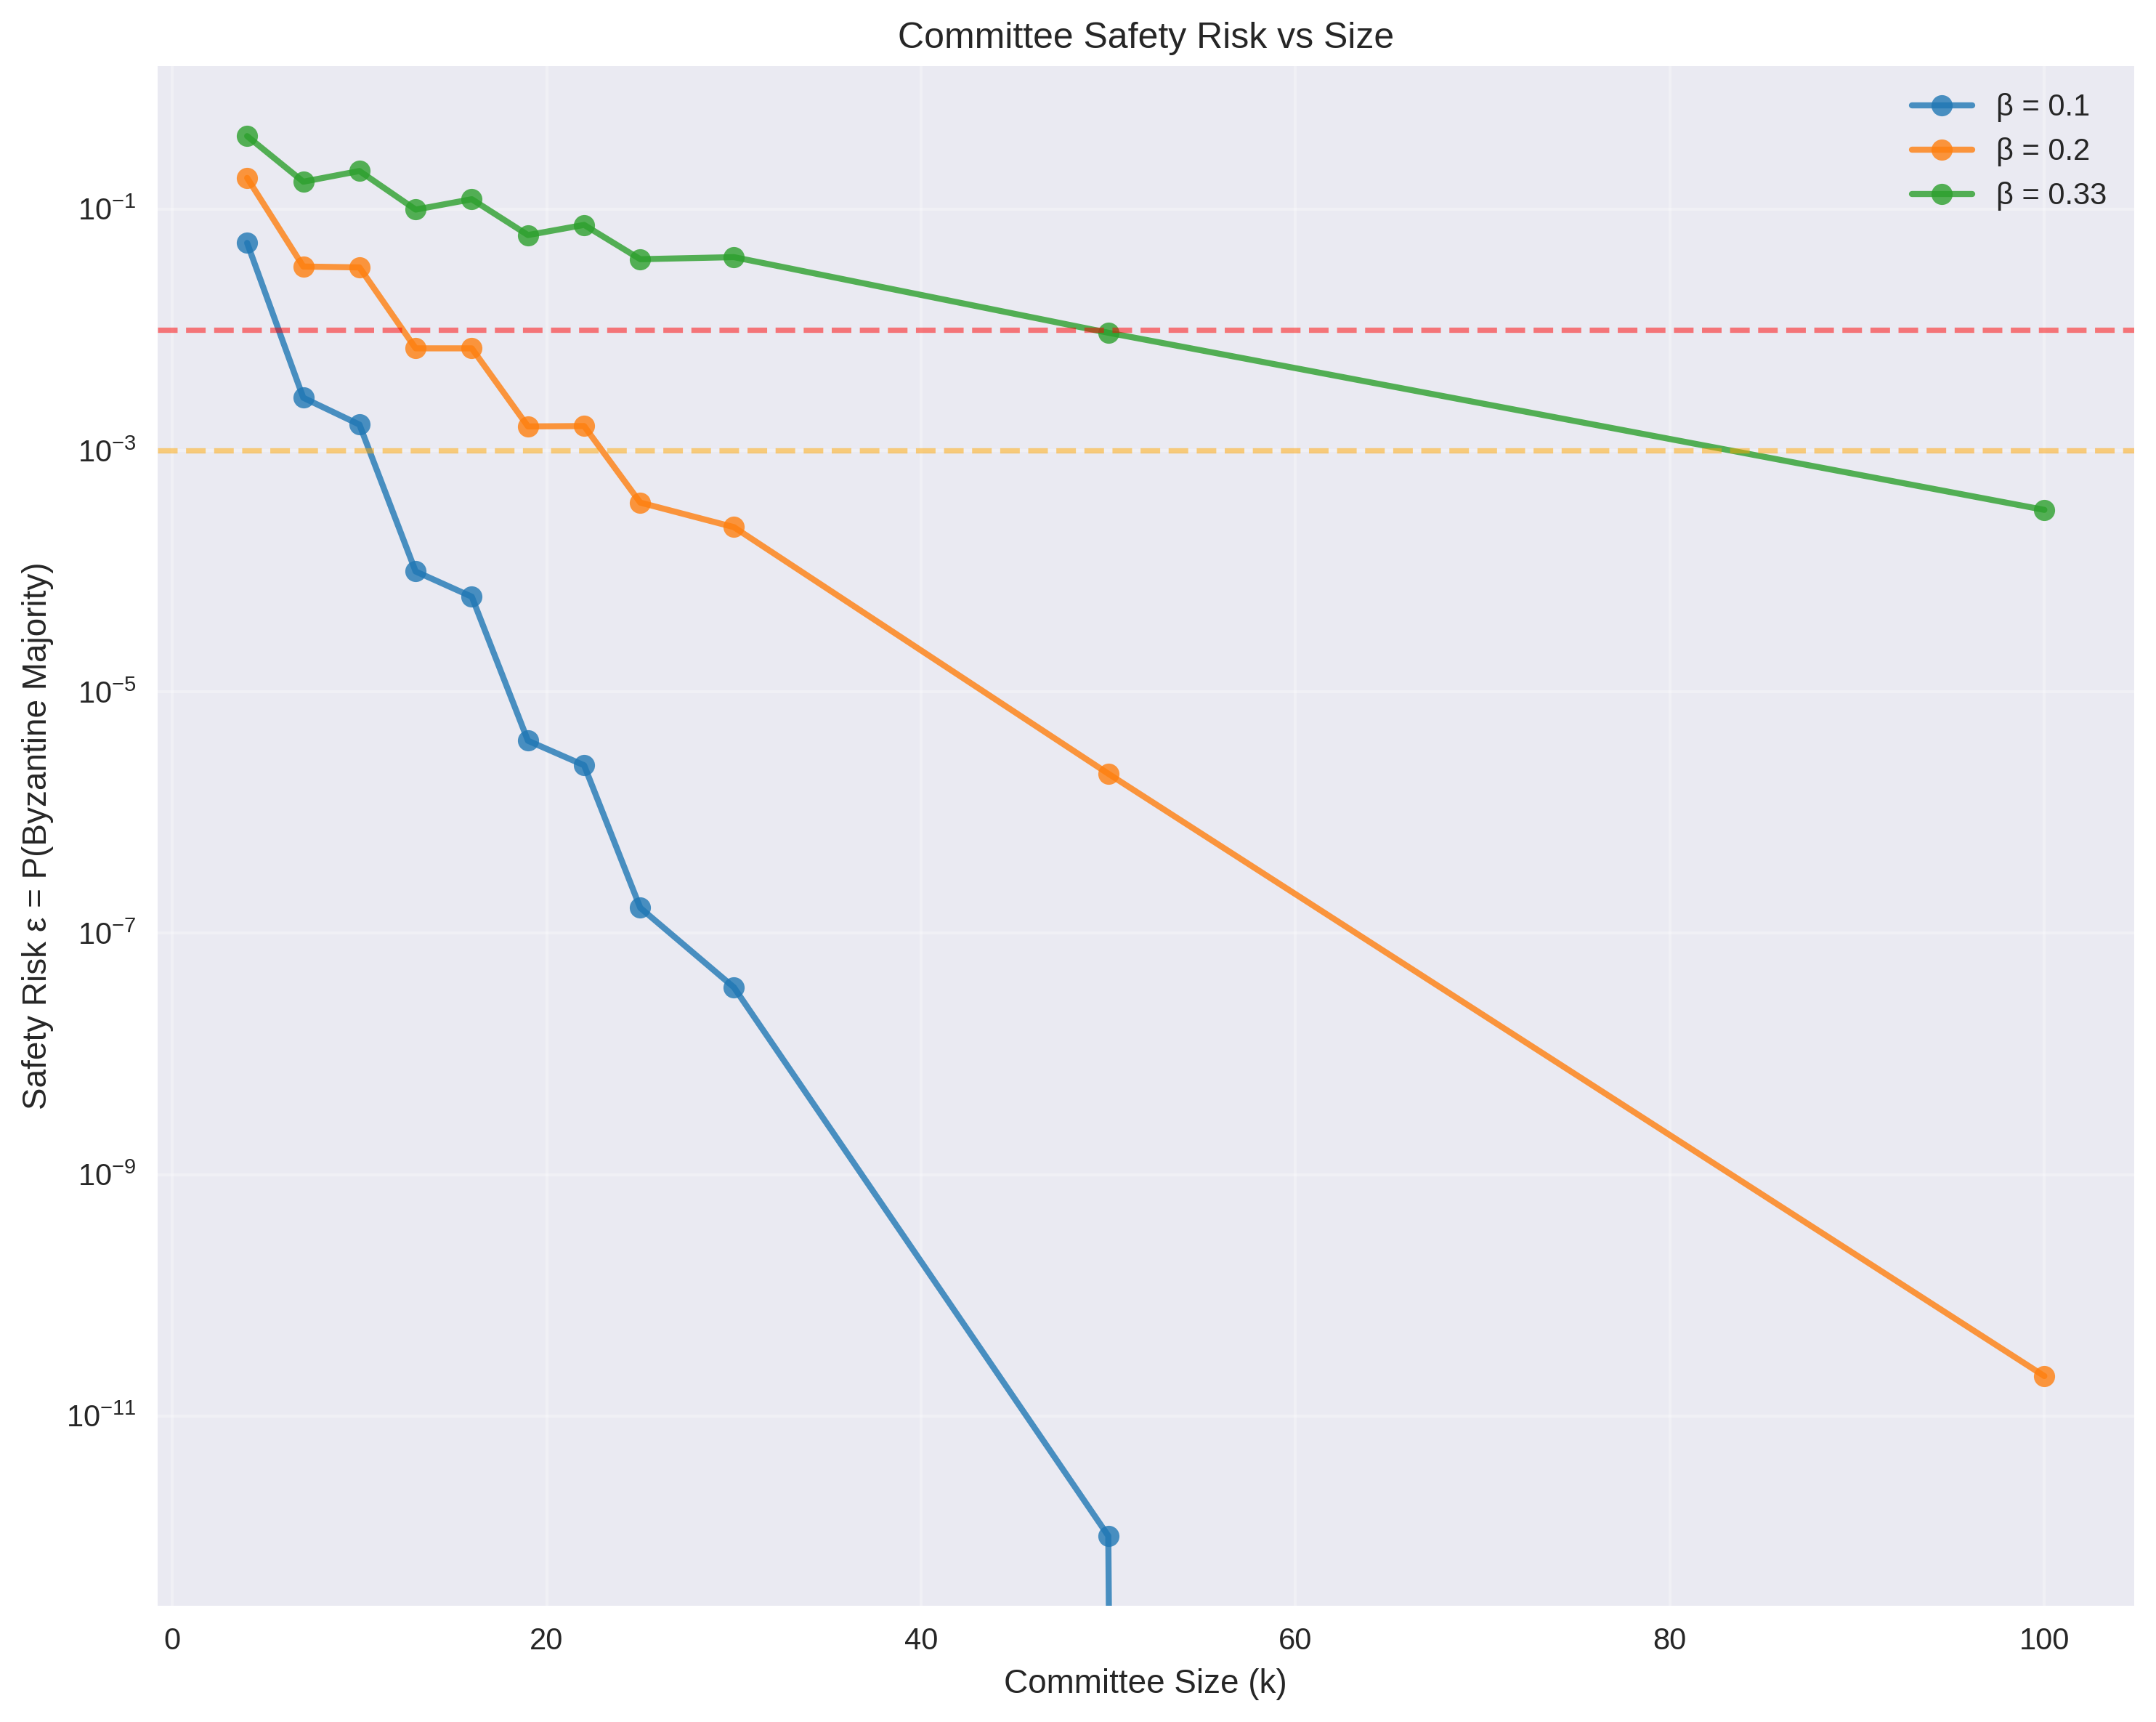 Committee Safety Risk vs Size
β = 0.1
β = 0.2
β = 0.33
Safety Risk ε = P(Byzantine Majority)
10⁻¹
10⁻³
10⁻⁵
10⁻⁷
10⁻⁹
10⁻¹¹
0 20 40 60 80 100
Committee Size (k)